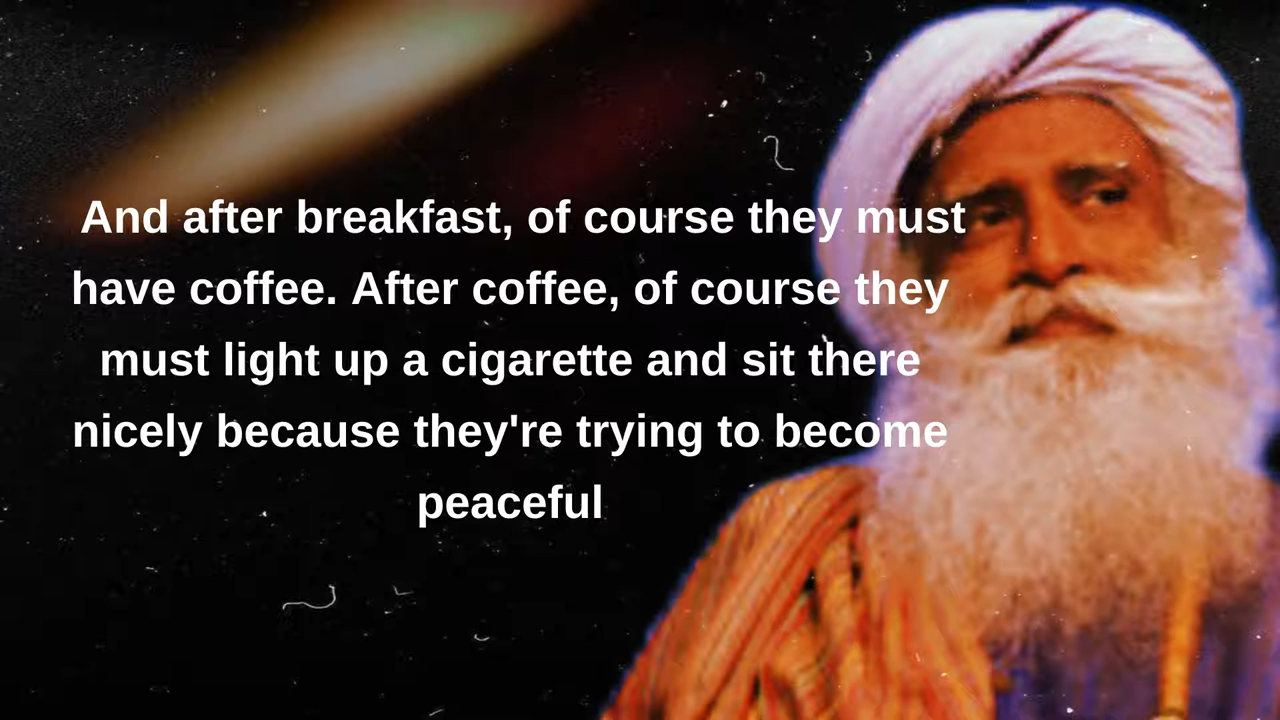 And after breakfast, of course they must
have coffee. After coffee, of course they
must light up a cigarette and sit there
nicely because they're trying to become
peaceful